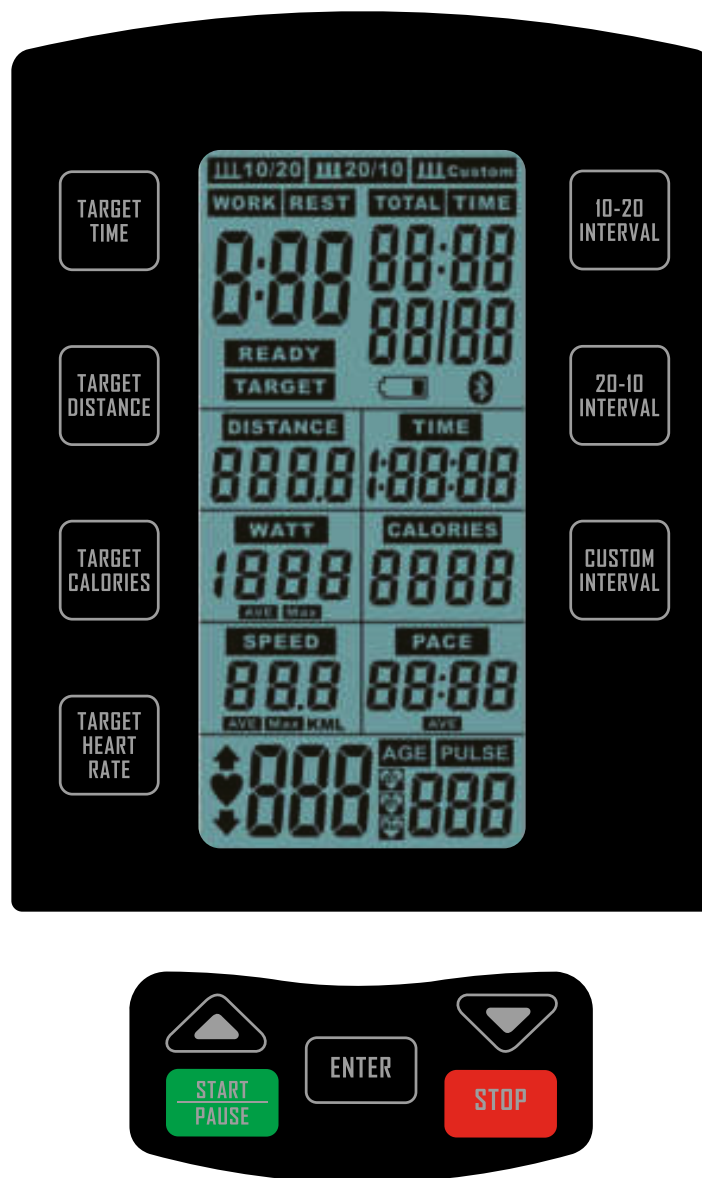 10/20 20/10 Custom
WORK REST TOTAL TIME
8:88 88:88
88 88
READY
TARGET
DISTANCE TIME
888.8 1:88:88
WATT CALORIES
1888 8888
AVE Max
SPEED PACE
88.8 88:88
AVE Max KML AVE
AGE PULSE
888 888
TARGET
TIME
TARGET
DISTANCE
TARGET
CALORIES
TARGET
HEART
RATE
10-20
INTERVAL
20-10
INTERVAL
CUSTOM
INTERVAL
START
PAUSE
ENTER
STOP